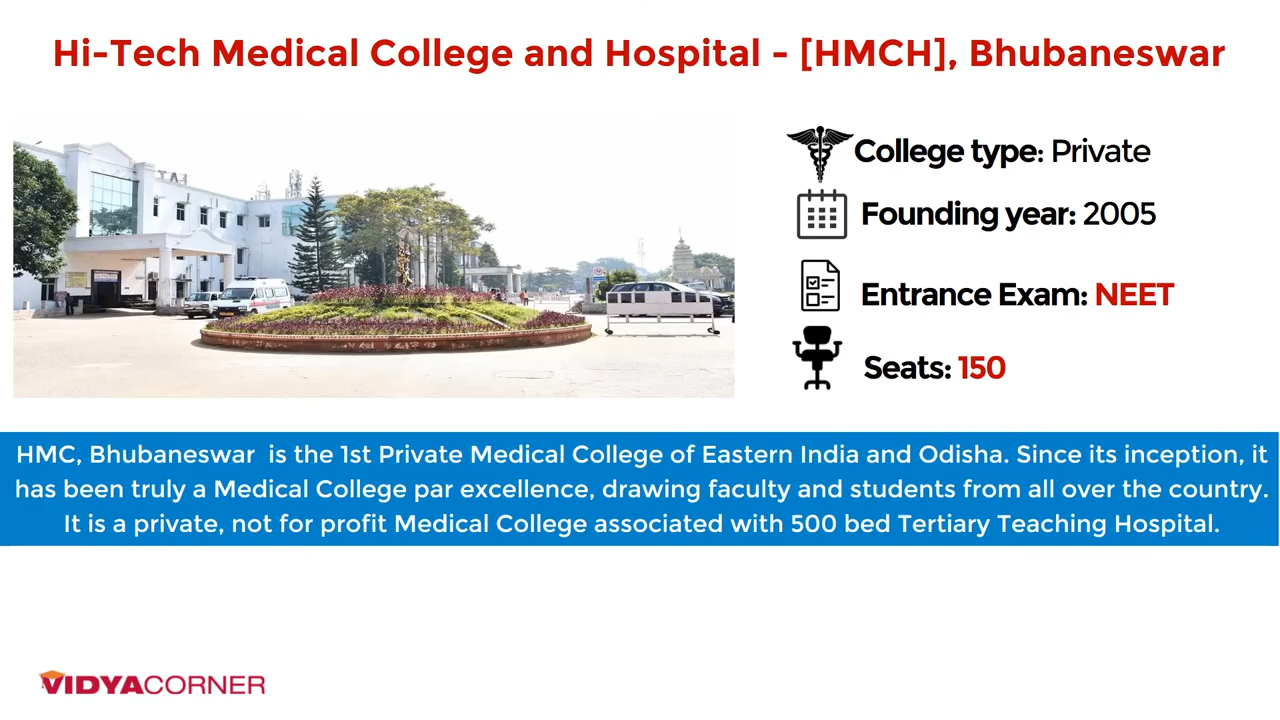 Hi-Tech Medical College and Hospital - [HMCH], Bhubaneswar
College type: Private
Founding year: 2005
Entrance Exam: NEET
Seats: 150
HMC, Bhubaneswar is the 1st Private Medical College of Eastern India and Odisha. Since its inception, it
has been truly a Medical College par excellence, drawing faculty and students from all over the country.
It is a private, not for profit Medical College associated with 500 bed Tertiary Teaching Hospital.
VIDYACORNER